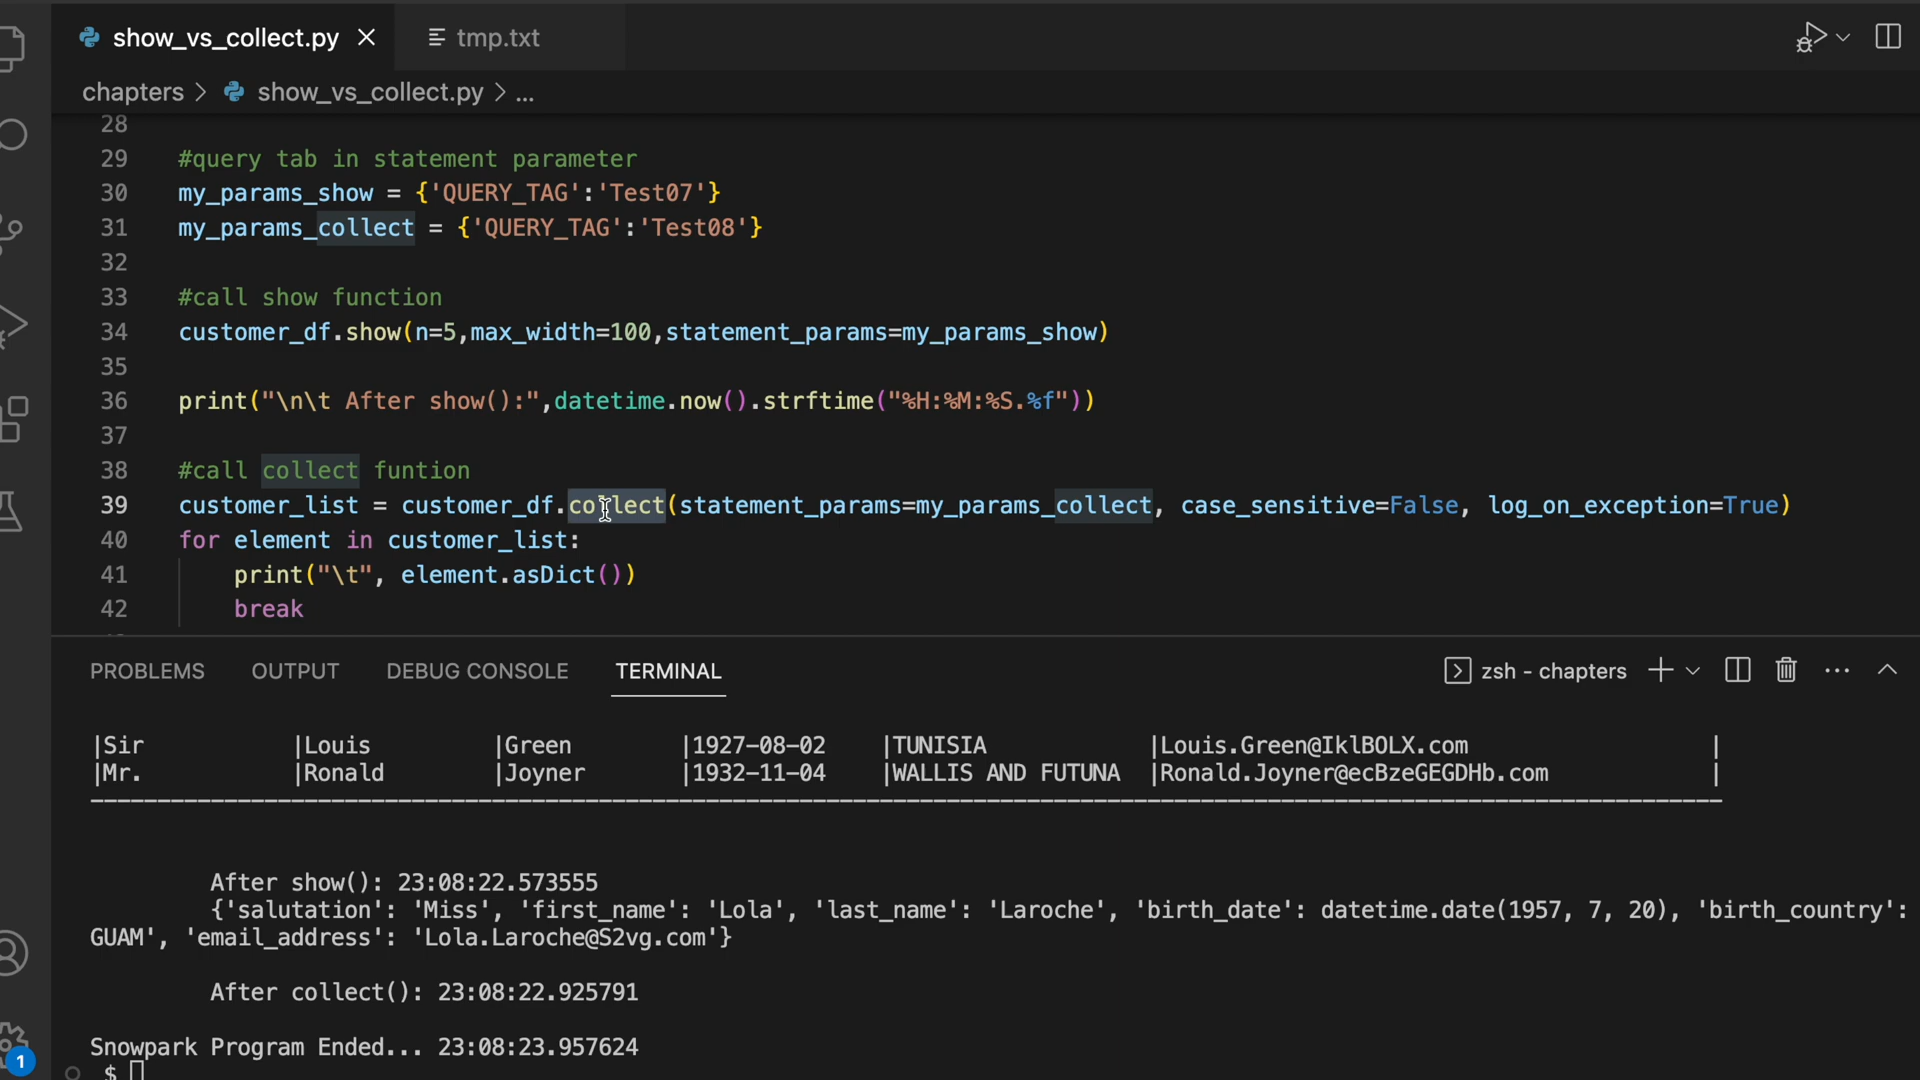 show_vs_collect.py
tmp.txt
chapters > show_vs_collect.py > ...
28
29 #query tab in statement parameter
30 my_params_show = {'QUERY_TAG':'Test07'}
31 my_params_collect = {'QUERY_TAG':'Test08'}
32
33 #call show function
34 customer_df.show(n=5,max_width=100,statement_params=my_params_show)
35
36 print("\n\t After show():",datetime.now().strftime("%H:%M:%S.%f"))
37
38 #call collect funtion
39 customer_list = customer_df.collect(statement_params=my_params_collect, case_sensitive=False, log_on_exception=True)
40 for element in customer_list:
41     print("\t", element.asDict())
42     break
PROBLEMS OUTPUT DEBUG CONSOLE TERMINAL zsh - chapters
|Sir |Louis |Green |1927-08-02 |TUNISIA |Louis.Green@IklBOLX.com |
|Mr. |Ronald |Joyner |1932-11-04 |WALLIS AND FUTUNA |Ronald.Joyner@ecBzeGEGDHb.com |
After show(): 23:08:22.573555
{'salutation': 'Miss', 'first_name': 'Lola', 'last_name': 'Laroche', 'birth_date': datetime.date(1957, 7, 20), 'birth_country':
GUAM', 'email_address': 'Lola.Laroche@S2vg.com'}
After collect(): 23:08:22.925791
Snowpark Program Ended... 23:08:23.957624
$
1